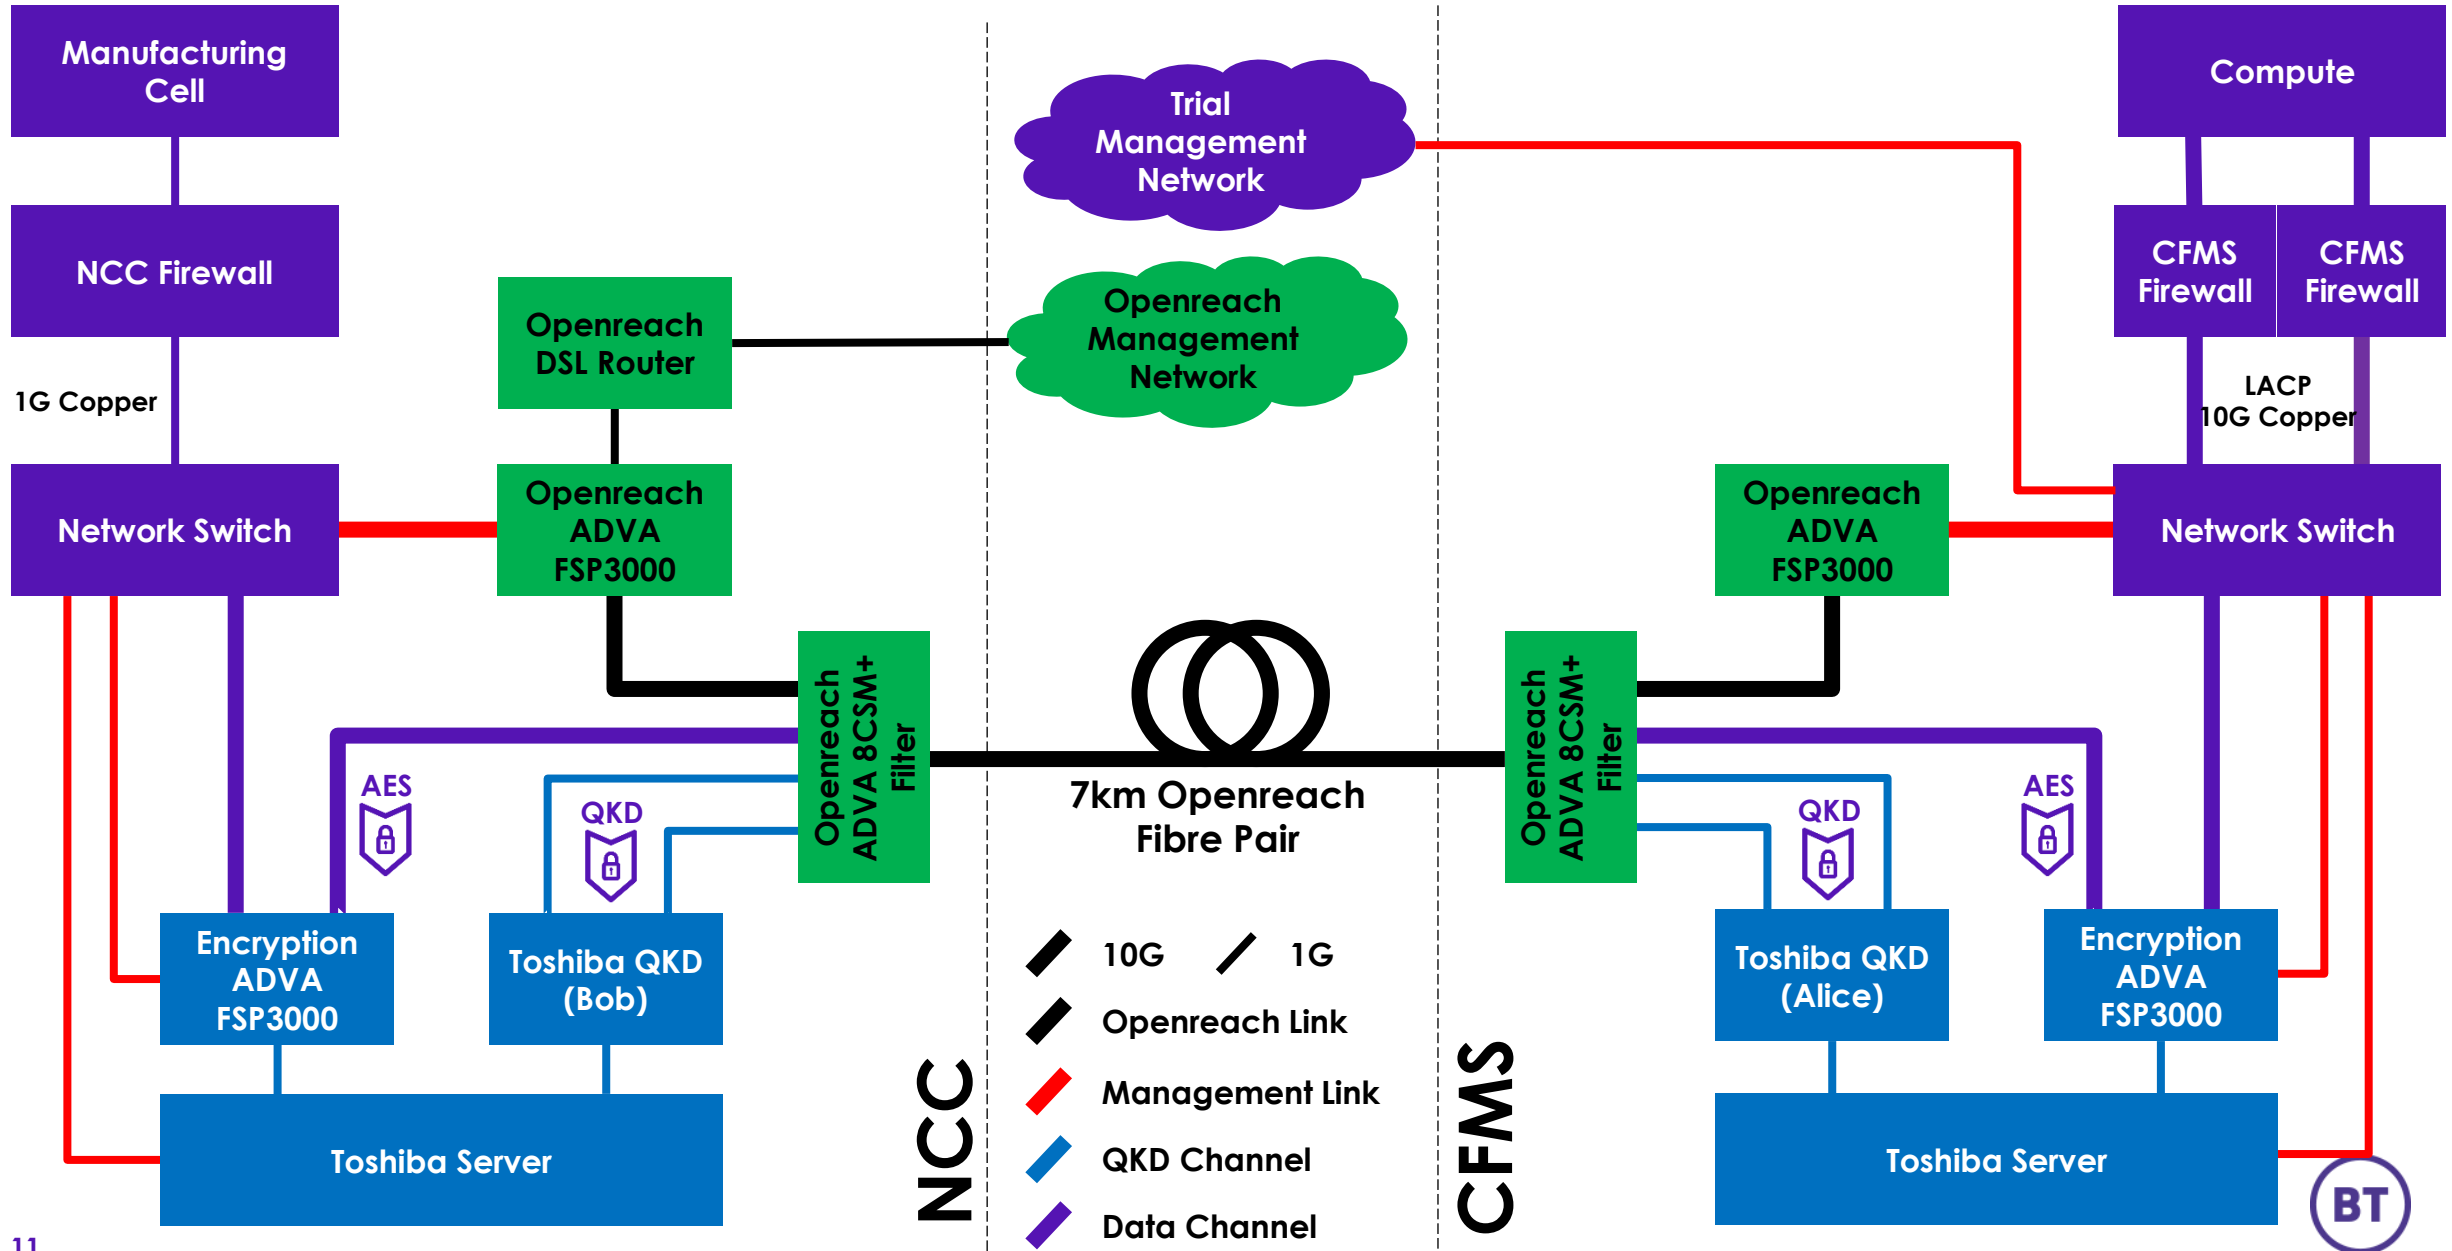 Manufacturing
Cell
NCC Firewall
1G Copper
Network Switch
Openreach
DSL Router
Openreach
ADVA
FSP3000
Openreach
ADVA 8CSM+
Filter
AES
QKD
Encryption
ADVA
FSP3000
Toshiba QKD
(Bob)
Toshiba Server
NCC
Trial
Management
Network
Openreach
Management
Network
7km Openreach
Fibre Pair
10G
1G
Openreach Link
Management Link
QKD Channel
Data Channel
CFMS
Compute
CFMS
Firewall
CFMS
Firewall
LACP
10G Copper
Openreach
ADVA
FSP3000
Network Switch
Openreach
ADVA 8CSM+
Filter
QKD
AES
Toshiba QKD
(Alice)
Encryption
ADVA
FSP3000
Toshiba Server
BT
11